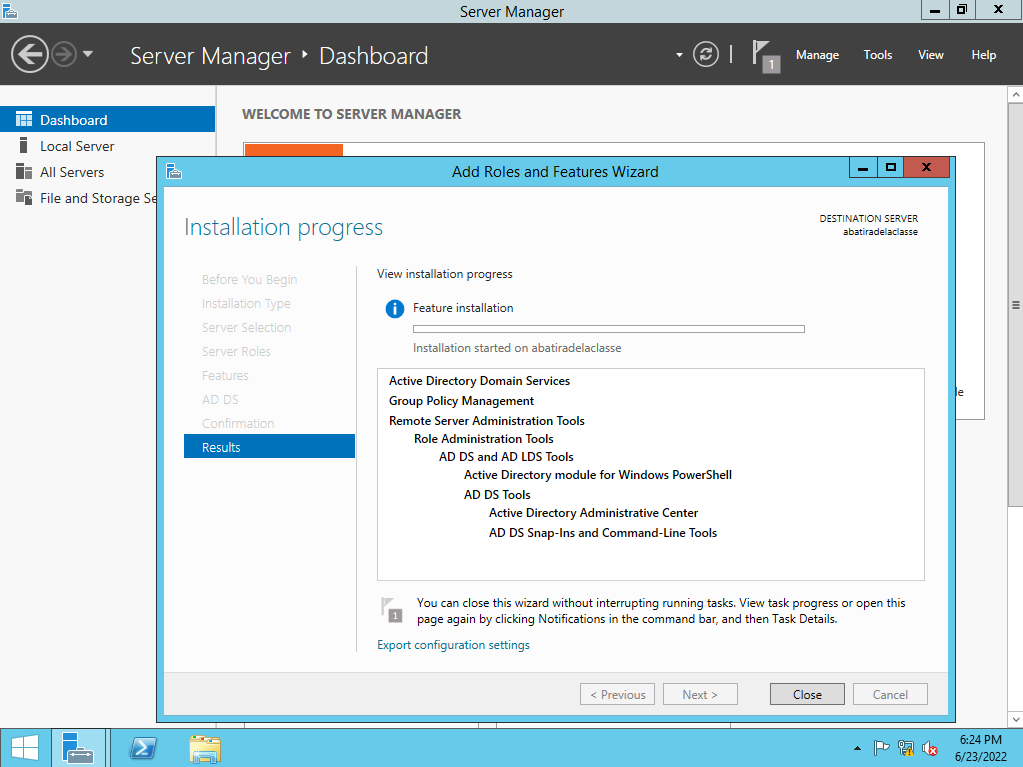 Server Manager
Server Manager ‣ Dashboard
1
Manage
Tools
View
Help
Dashboard
Local Server
All Servers
File and Storage Se
WELCOME TO SERVER MANAGER
Add Roles and Features Wizard
Installation progress
DESTINATION SERVER
abatiradelaclasse
Before You Begin
Installation Type
Server Selection
Server Roles
Features
AD DS
Confirmation
Results
View installation progress
Feature installation
Installation started on abatiradelaclasse
Active Directory Domain Services
Group Policy Management
Remote Server Administration Tools
Role Administration Tools
AD DS and AD LDS Tools
Active Directory module for Windows PowerShell
AD DS Tools
Active Directory Administrative Center
AD DS Snap-Ins and Command-Line Tools
1
You can close this wizard without interrupting running tasks. View task progress or open this
page again by clicking Notifications in the command bar, and then Task Details.
Export configuration settings
< Previous
Next >
Close
Cancel
6:24 PM
6/23/2022